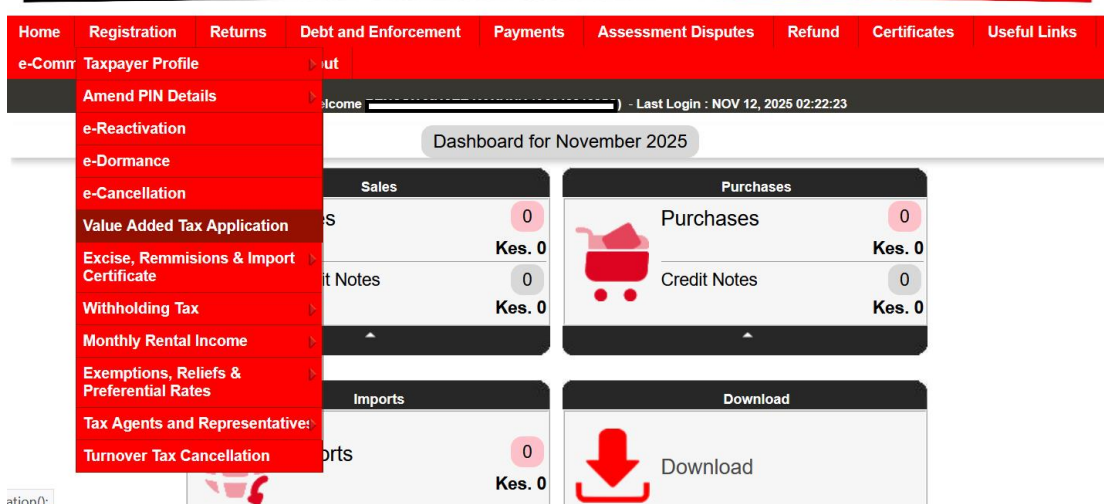 Home Registration Returns Debt and Enforcement Payments Assessment Disputes Refund Certificates Useful Links
e-Comm
Taxpayer Profile
Amend PIN Details
e-Reactivation
e-Dormance
e-Cancellation
Value Added Tax Application
Excise, Remmisions & Import
Certificate
Withholding Tax
Monthly Rental Income
Exemptions, Reliefs &
Preferential Rates
Tax Agents and Representatives
Turnover Tax Cancellation
elcome ) - Last Login : NOV 12, 2025 02:22:23
Dashboard for November 2025
Sales
0
Kes. 0
it Notes 0
Kes. 0
Purchases
Purchases 0
Kes. 0
Credit Notes 0
Kes. 0
Imports
orts 0
Kes. 0
Download
Download
ation():